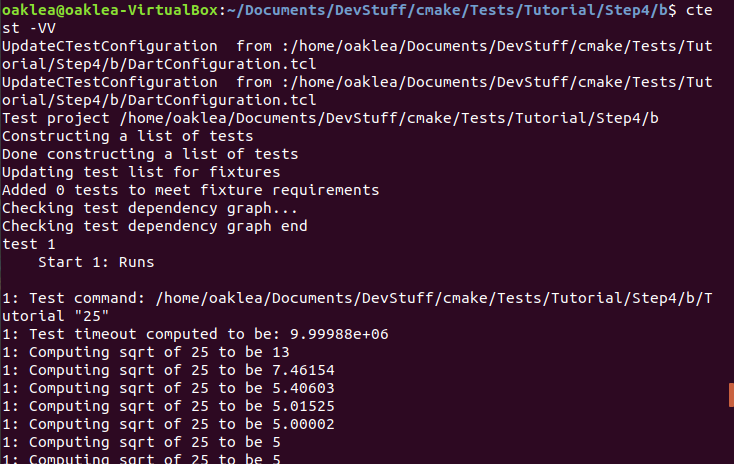 oaklea@oaklea-VirtualBox:~/Documents/DevStuff/cmake/Tests/Tutorial/Step4/b$ cte
st -VV
UpdateCTestConfiguration  from :/home/oaklea/Documents/DevStuff/cmake/Tests/Tut
orial/Step4/b/DartConfiguration.tcl
UpdateCTestConfiguration  from :/home/oaklea/Documents/DevStuff/cmake/Tests/Tut
orial/Step4/b/DartConfiguration.tcl
Test project /home/oaklea/Documents/DevStuff/cmake/Tests/Tutorial/Step4/b
Constructing a list of tests
Done constructing a list of tests
Updating test list for fixtures
Added 0 tests to meet fixture requirements
Checking test dependency graph...
Checking test dependency graph end
test 1
    Start 1: Runs

1: Test command: /home/oaklea/Documents/DevStuff/cmake/Tests/Tutorial/Step4/b/T
utorial "25"
1: Test timeout computed to be: 9.99988e+06
1: Computing sqrt of 25 to be 13
1: Computing sqrt of 25 to be 7.46154
1: Computing sqrt of 25 to be 5.40603
1: Computing sqrt of 25 to be 5.01525
1: Computing sqrt of 25 to be 5.00002
1: Computing sqrt of 25 to be 5
1: Computing sqrt of 25 to be 5